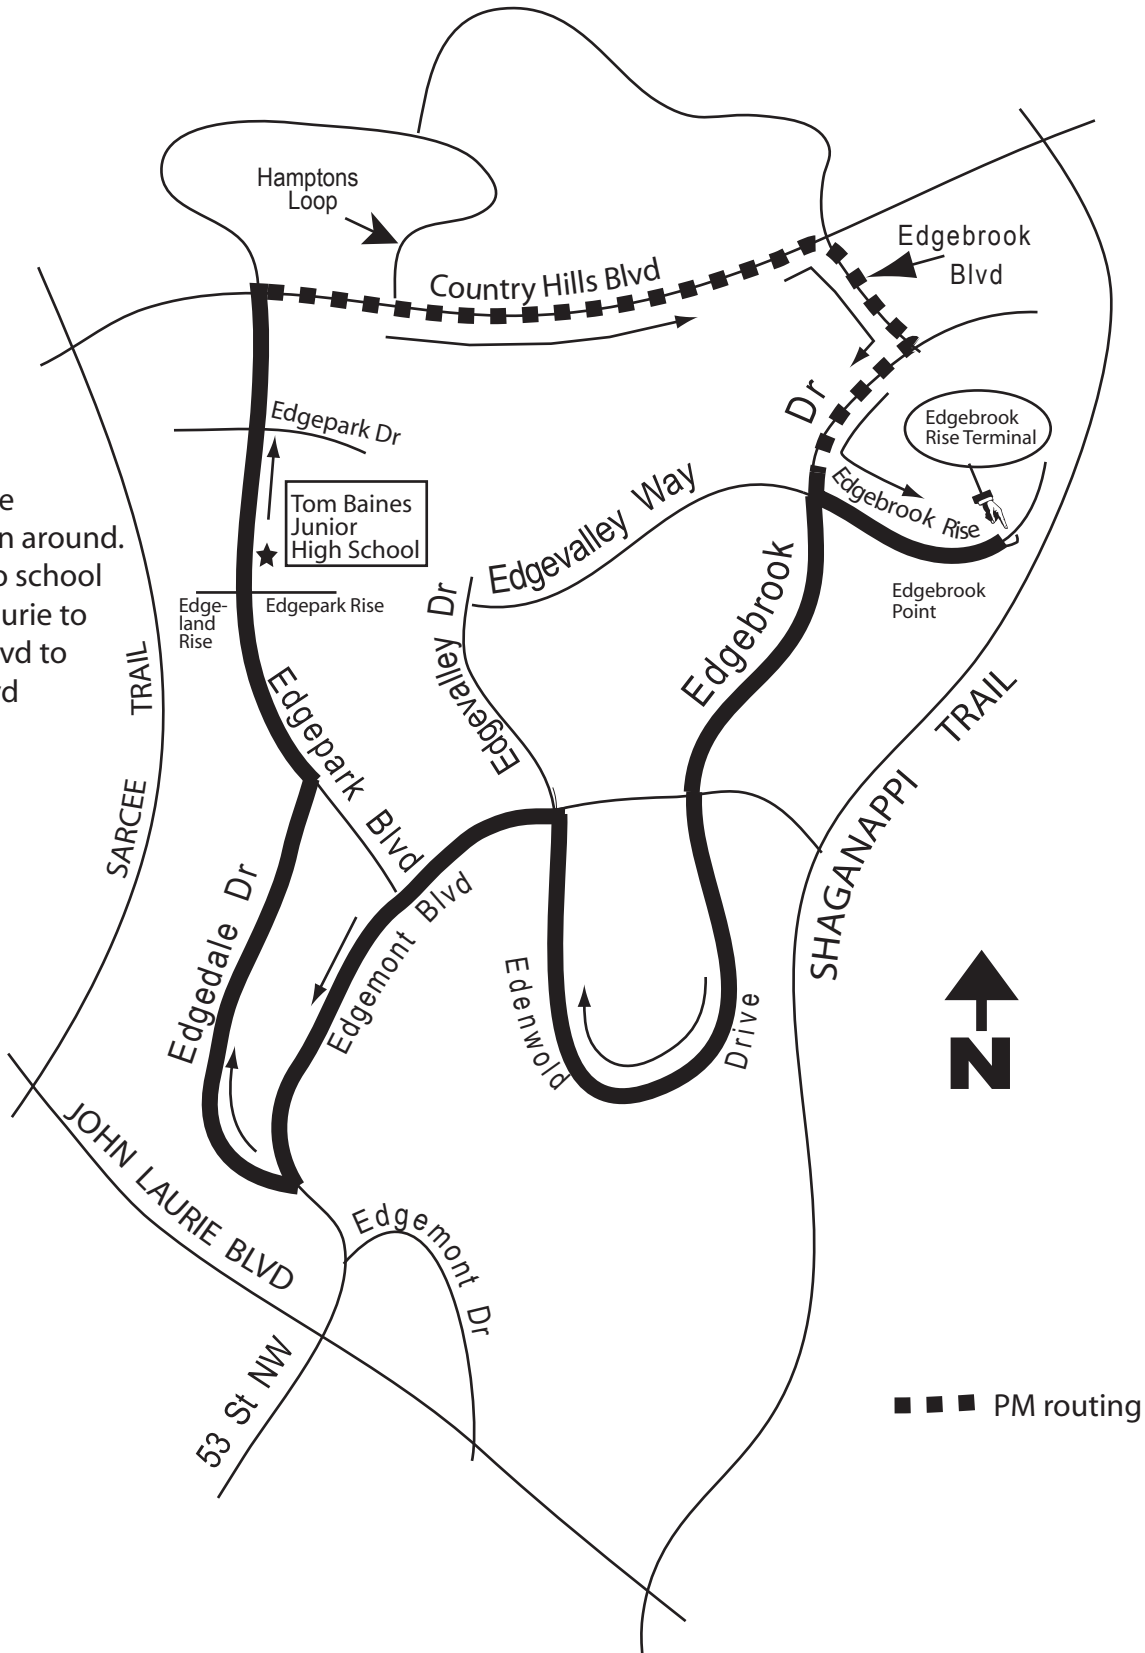 Hamptons
Loop
Country Hills Blvd
Edgebrook
Blvd
Edgepark Dr
Dr
Edgebrook
Rise Terminal
Tom Baines
Junior
High School
Edgevalley Way
Edgebrook Rise
e
n around.
o school
urie to
vd to
rd
Edge-
land
Rise
Edgepark Rise
Edgevalley Dr
Edgebrook
Edgebrook
Point
SARCEE TRAIL
Edgepark Blvd
SHAGANAPPI TRAIL
Edgedale Dr
Edgemont Blvd
Edenwold Drive
N
JOHN LAURIE BLVD
Edgemont Dr
53 St NW
PM routing